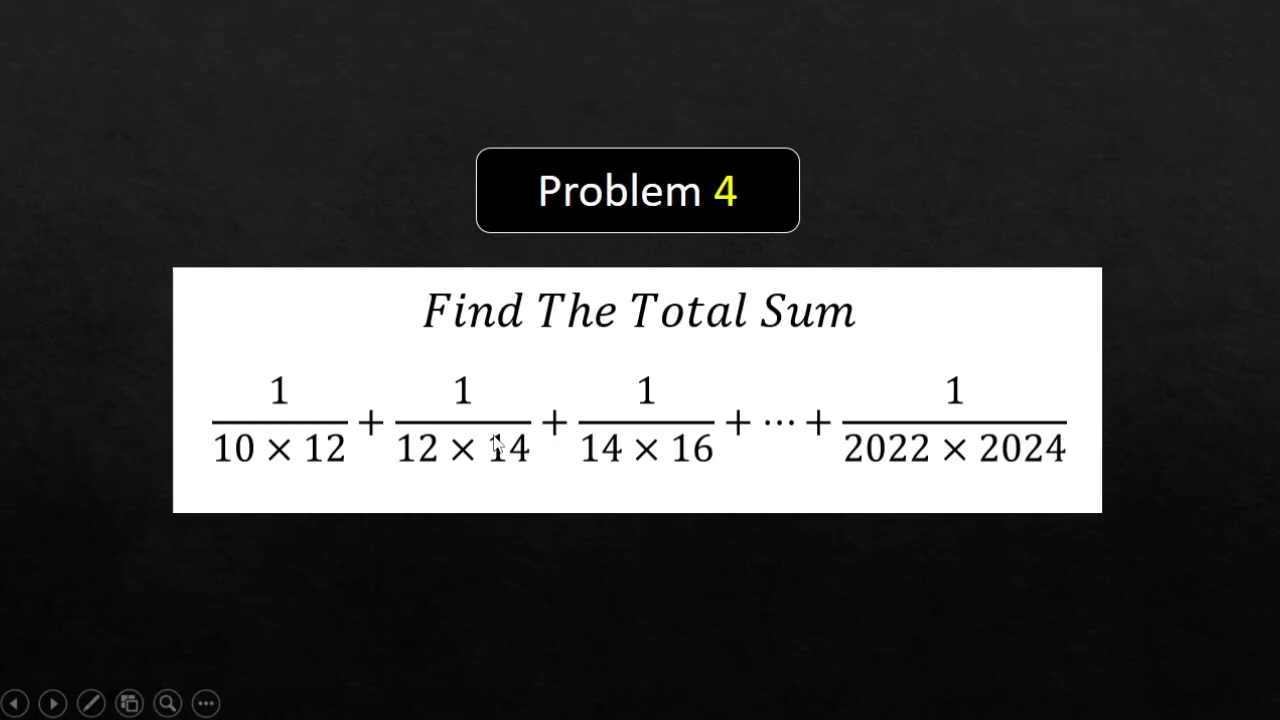 Problem 4
Find The Total Sum
1/(10 × 12) + 1/(12 × 14) + 1/(14 × 16) + ⋯ + 1/(2022 × 2024)